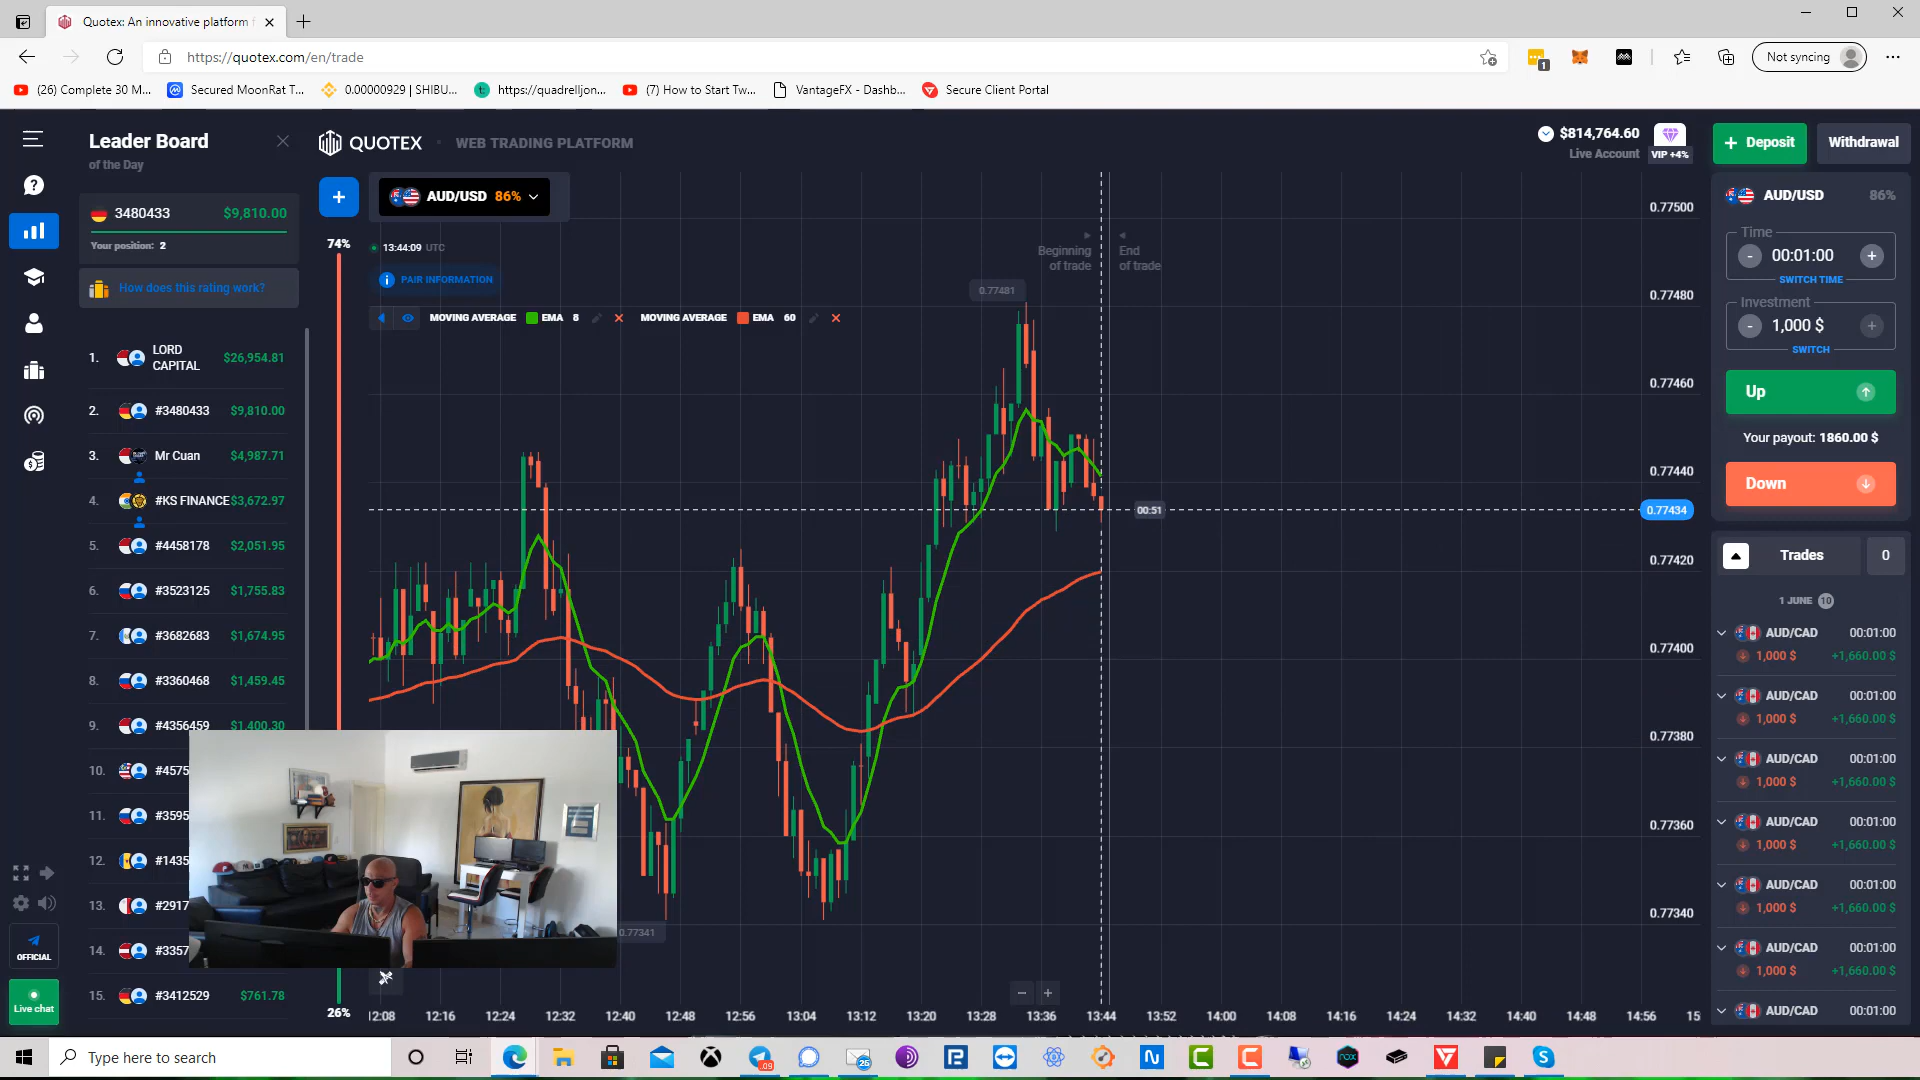 Quotex: An innovative platform f
https://quotex.com/en/trade
1
Not syncing
(26) Complete 30 M...
Secured MoonRat T...
0.00000929 | SHIBU...
https://quadrelljon...
(7) How to Start Tw...
VantageFX - Dashb...
Secure Client Portal
Leader Board
of the Day
3480433 $9,810.00
Your position: 2
How does this rating work?
1. LORD CAPITAL $26,954.81
2. #3480433 $9,810.00
3. Mr Cuan $4,987.71
4. #KS FINANCE $3,672.97
5. #4458178 $2,051.95
6. #3523125 $1,755.83
7. #3682683 $1,674.95
8. #3360468 $1,459.45
9. #4356459 $1,400.30
10. #4575
11. #3595
12. #1435
13. #2917
14. #3357
15. #3412529 $761.78
OFFICIAL
Live chat
QUOTEX
WEB TRADING PLATFORM
$814,764.60
Live Account
VIP +4%
Deposit
Withdrawal
AUD/USD 86%
74%
13:44:09 UTC
PAIR INFORMATION
MOVING AVERAGE EMA 8
MOVING AVERAGE EMA 60
Beginning of trade
End of trade
0.77481
00:51
0.77341
26%
0.77500
0.77480
0.77460
0.77440
0.77434
0.77420
0.77400
0.77380
0.77360
0.77340
12:08 12:16 12:24 12:32 12:40 12:48 12:56 13:04 13:12 13:20 13:28 13:36 13:44 13:52 14:00 14:08 14:16 14:24 14:32 14:40 14:48 14:56 15
AUD/USD 86%
Time
- 00:01:00 +
SWITCH TIME
Investment
- 1,000 $ +
SWITCH
Up
Your payout: 1860.00 $
Down
Trades 0
1 JUNE 10
AUD/CAD 00:01:00
1,000 $ +1,660.00 $
AUD/CAD 00:01:00
1,000 $ +1,660.00 $
AUD/CAD 00:01:00
1,000 $ +1,660.00 $
AUD/CAD 00:01:00
1,000 $ +1,660.00 $
AUD/CAD 00:01:00
1,000 $ +1,660.00 $
AUD/CAD 00:01:00
1,000 $ +1,660.00 $
AUD/CAD 00:01:00
Type here to search